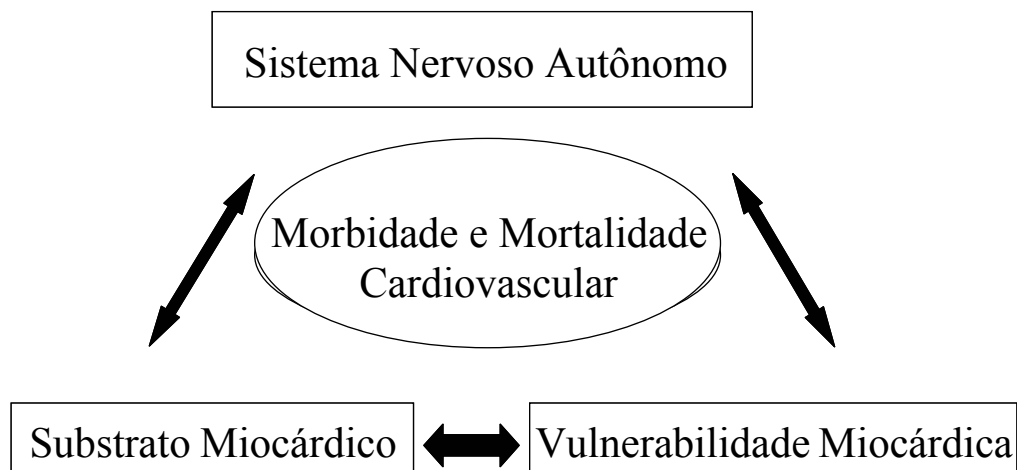 Sistema Nervoso Autônomo
Morbidade e Mortalidade
Cardiovascular
Substrato Miocárdico
Vulnerabilidade Miocárdica